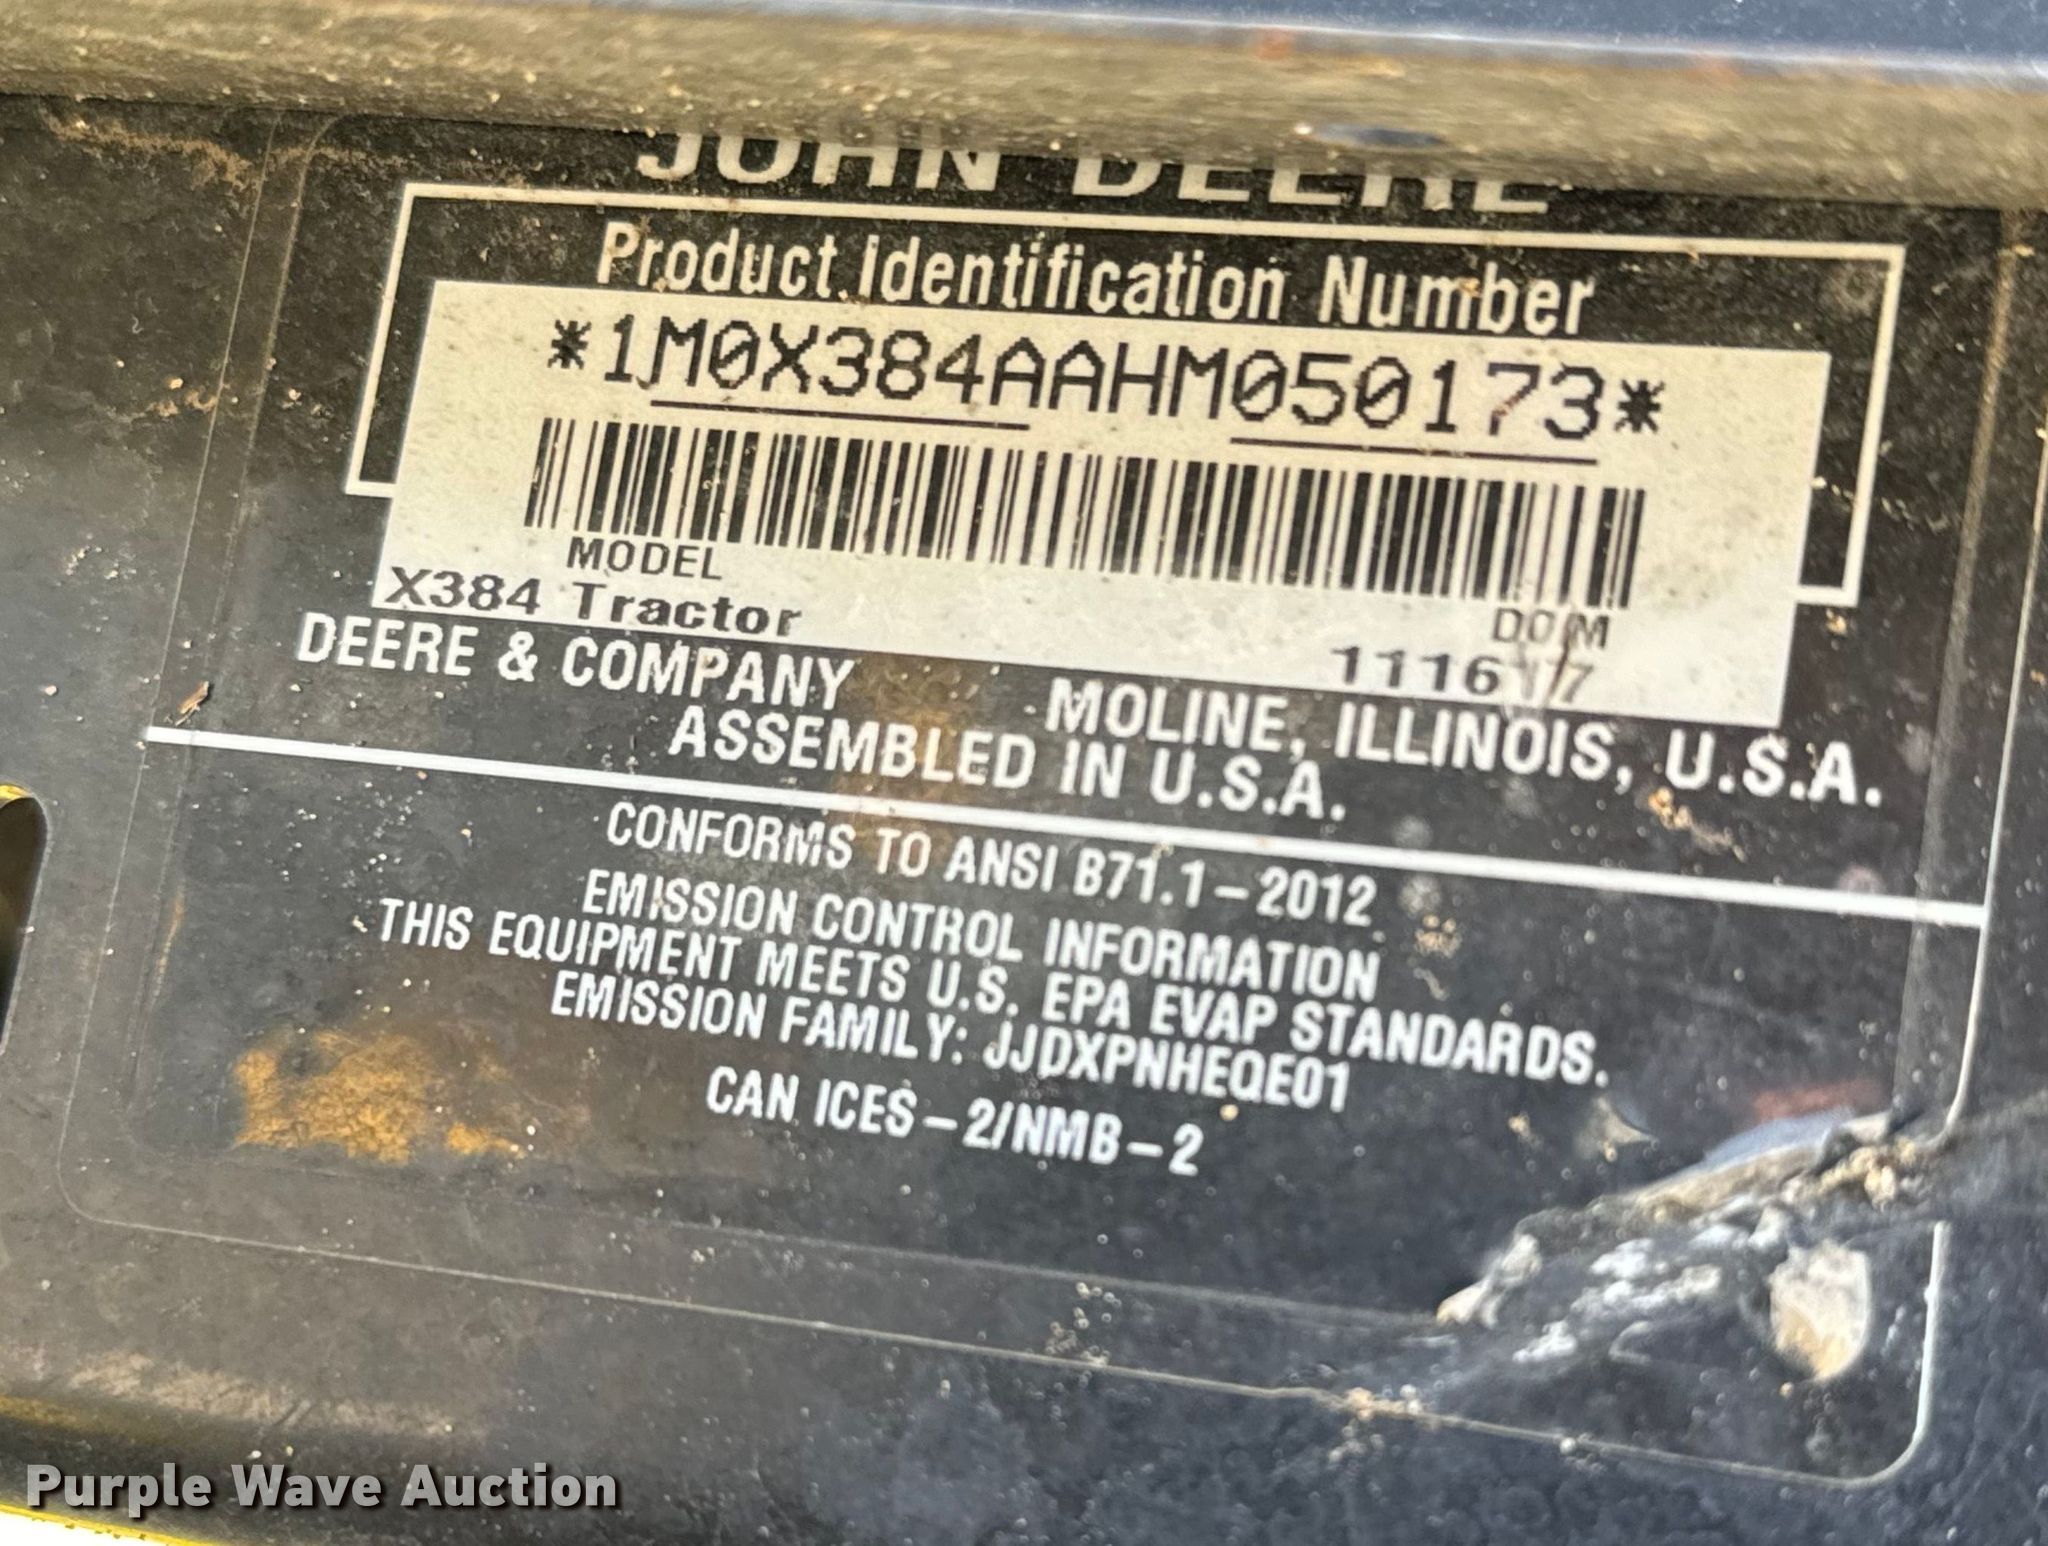 JOHN DEERE
Product Identification Number
*1M0X384AAHM050173*
MODEL
X384 Tractor
DOM
DEERE & COMPANY
MOLINE, ILLINOIS, U.S.A.
ASSEMBLED IN U.S.A.
CONFORMS TO ANSI B71.1-2012
EMISSION CONTROL INFORMATION
THIS EQUIPMENT MEETS U.S. EPA EVAP STANDARDS.
EMISSION FAMILY: JJDXPNHEQE01
CAN ICES-2/NMB-2
Purple Wave Auction